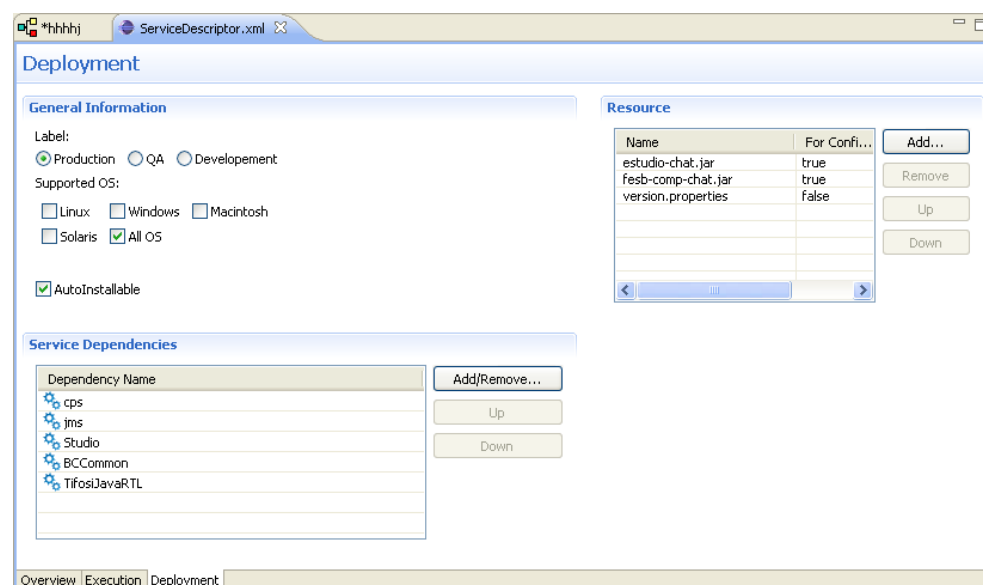 *hhhhj
ServiceDescriptor.xml
Deployment
General Information
Label:
Production QA Developement
Supported OS:
Linux Windows Macintosh
Solaris All OS
AutoInstallable
Resource
Name For Confi...
estudio-chat.jar true
fesb-comp-chat.jar true
version.properties false
Add...
Remove
Up
Down
Service Dependencies
Dependency Name
cps
jms
Studio
BCCommon
TifosiJavaRTL
Add/Remove...
Up
Down
Overview Execution Deployment